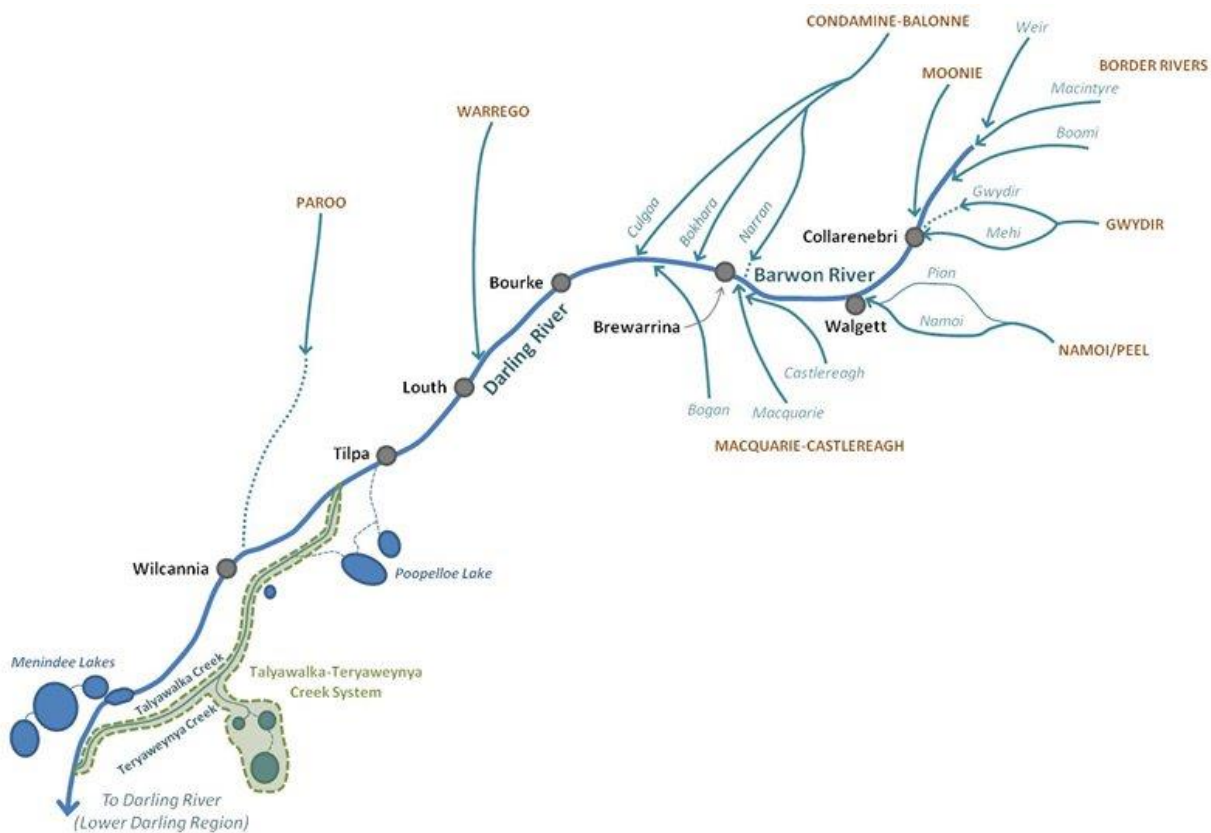 CONDAMINE-BALONNE
Weir
BORDER RIVERS
MOONIE
Macintyre
WARREGO
Boomi
PAROO
Gwydir
Culgoa
Bokhara
Narran
Collarenebri
Mehi
GWYDIR
Bourke
Barwon River
Pian
Brewarrina
Walgett
Namoi
NAMOI/PEEL
Darling River
Louth
Castlereagh
Bogan
Macquarie
MACQUARIE-CASTLEREAGH
Tilpa
Wilcannia
Poopelloe Lake
Menindee Lakes
Talyawalka Creek
Talyawalka-Teryaweynya
Creek System
Teryaweynya Creek
To Darling River
(Lower Darling Region)